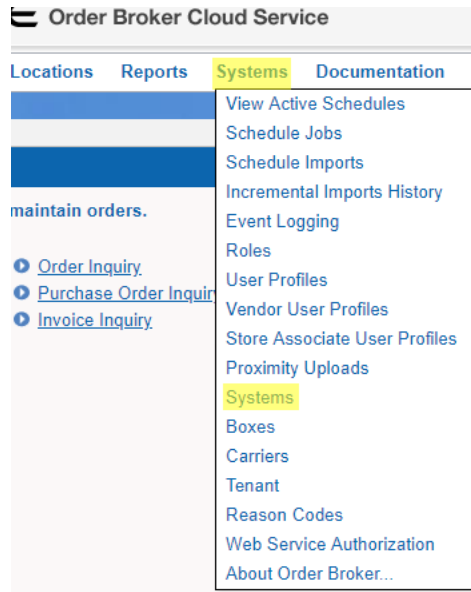 Order Broker Cloud Service
Locations Reports Systems Documentation
View Active Schedules
Schedule Jobs
Schedule Imports
Incremental Imports History
maintain orders.
Event Logging
Roles
Order Inquiry
User Profiles
Purchase Order Inquir
Vendor User Profiles
Invoice Inquiry
Store Associate User Profiles
Proximity Uploads
Systems
Boxes
Carriers
Tenant
Reason Codes
Web Service Authorization
About Order Broker...